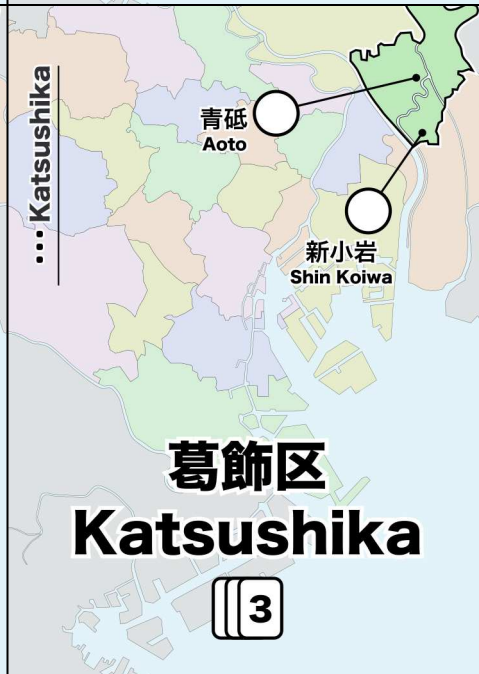 ⋯Katsushika
青砥
Aoto
新小岩
Shin Koiwa
葛飾区
Katsushika
3